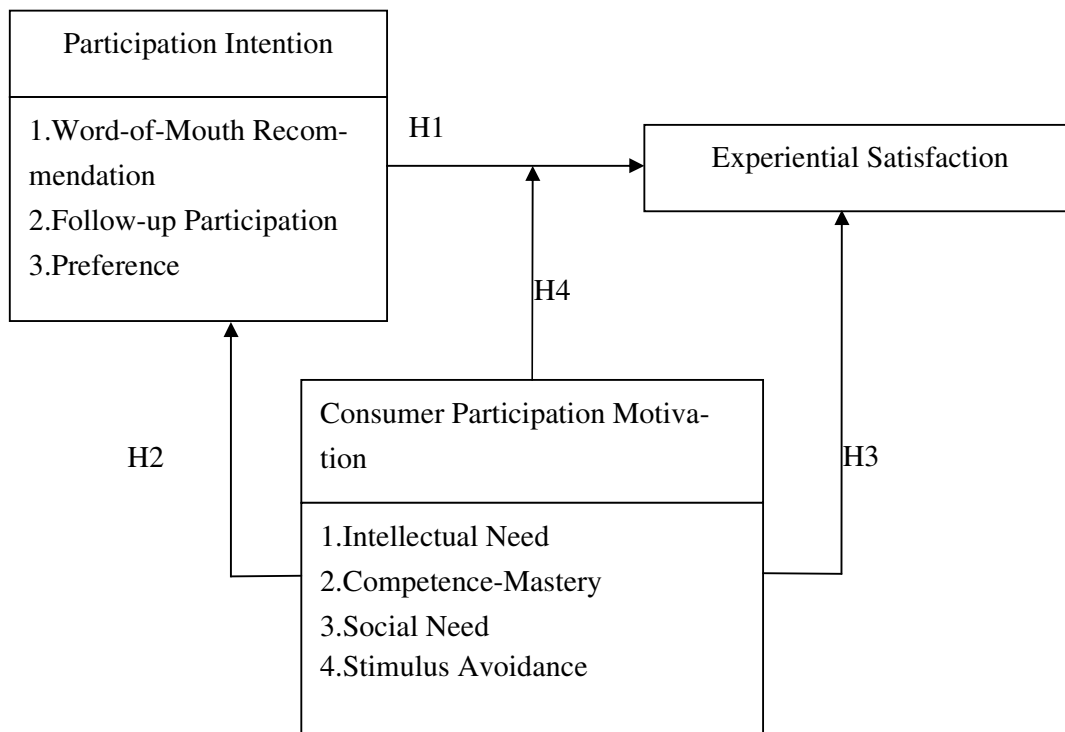 Participation Intention
1.Word-of-Mouth Recom-
mendation
2.Follow-up Participation
3.Preference
H1
Experiential Satisfaction
H4
H2
H3
Consumer Participation Motiva-
tion
1.Intellectual Need
2.Competence-Mastery
3.Social Need
4.Stimulus Avoidance